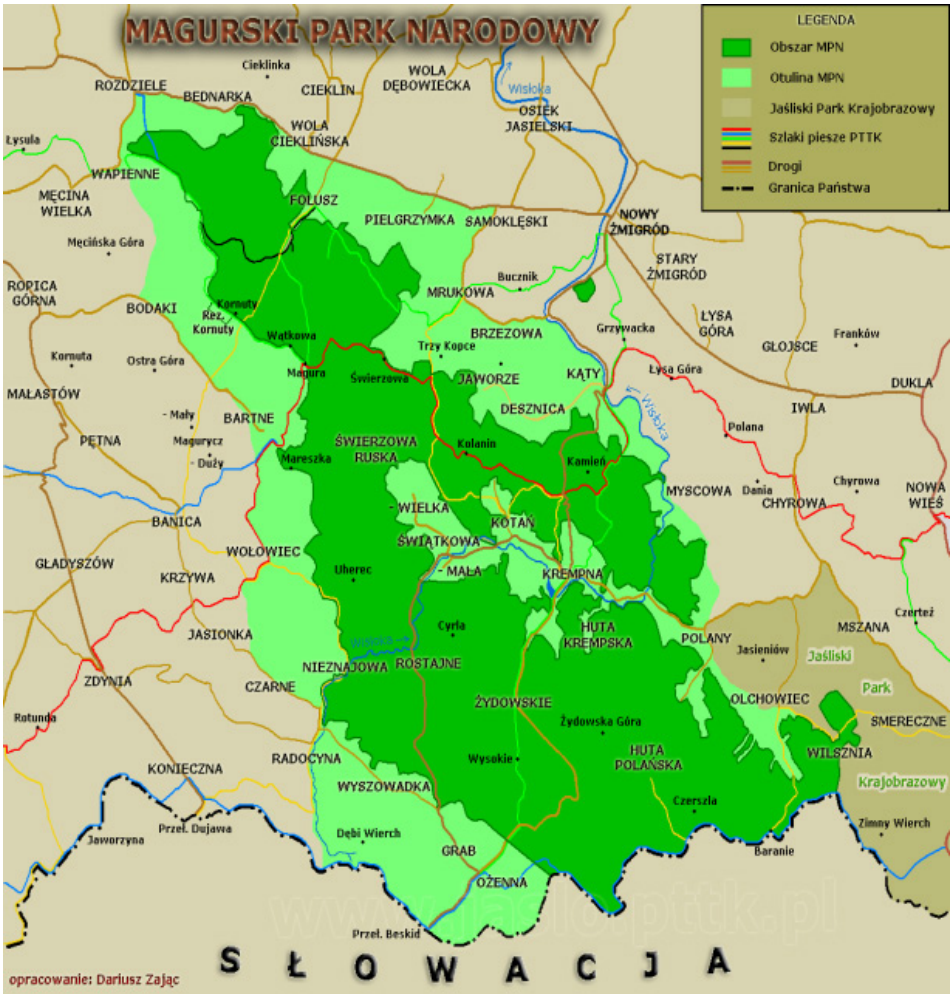 MAGURSKI PARK NARODOWY
LEGENDA
Obszar MPN
Otulina MPN
Jaśliski Park Krajobrazowy
Szlaki piesze PTTK
Drogi
Granica Państwa
Cieklinka
WOLA
DĘBOWIECKA
Wisłoka
ROZDZIELE
BEDNARKA
CIEKLIN
OSIEK
JASIELSKI
WOLA
CIEKLIŃSKA
Łysula
WAPIENNE
MĘCINA
WIELKA
FOLUSZ
PIELGRZYMKA
SAMOKLĘSKI
NOWY
ŻMIGRÓD
Męcińska Góra
STARY
ŻMIGRÓD
Bucznik
ROPICA
GÓRNA
MRUKOWA
BODAKI
Kornuty
Rez.
Kornuty
ŁYSA
GÓRA
BRZEZOWA
Grzywacka
Franków
Wątkowa
Trzy Kopce
GŁOJSCE
Kornuta
Ostra Góra
Magura
Świerzowa
JAWORZE
KĄTY
Łysa Góra
DUKLA
MAŁASTÓW
DESZNICA
Wisłoka
IWLA
- Mały
BARTNE
Polana
PĘTNA
Magurycz
ŚWIERZOWA
RUSKA
Kolanin
- Duży
Mareszka
Kamień
MYSCOWA
Dania
Chyrowa
NOWA
WIEŚ
CHYROWA
- WIELKA
KOTAŃ
BANICA
ŚWIĄTKOWA
WOŁOWIEC
GŁADYSZÓW
- MAŁA
KREMPNA
KRZYWA
Uherec
Czerteż
JASIONKA
Cyrla
HUTA
KREMPSKA
POLANY
MSZANA
Wisłoka
Jasieniów
Jaśliski
NIEZNAJOWA
ROSTAJNE
ZDYNIA
CZARNE
Park
OLCHOWIEC
ŻYDOWSKIE
Rotunda
Żydowska Góra
SMERECZNE
RADOCYNA
Wysokie
HUTA
POLAŃSKA
WILSZNIA
KONIECZNA
WYSZOWADKA
Krajobrazowy
Czerszla
Jaworzyna
Przeł. Dujawa
Dębi Wierch
Zimny Wierch
GRAB
Baranie
OŻENNA
www.jaslo.pttk.pl
Przeł. Beskid
SŁOWACJA
opracowanie: Dariusz Zając